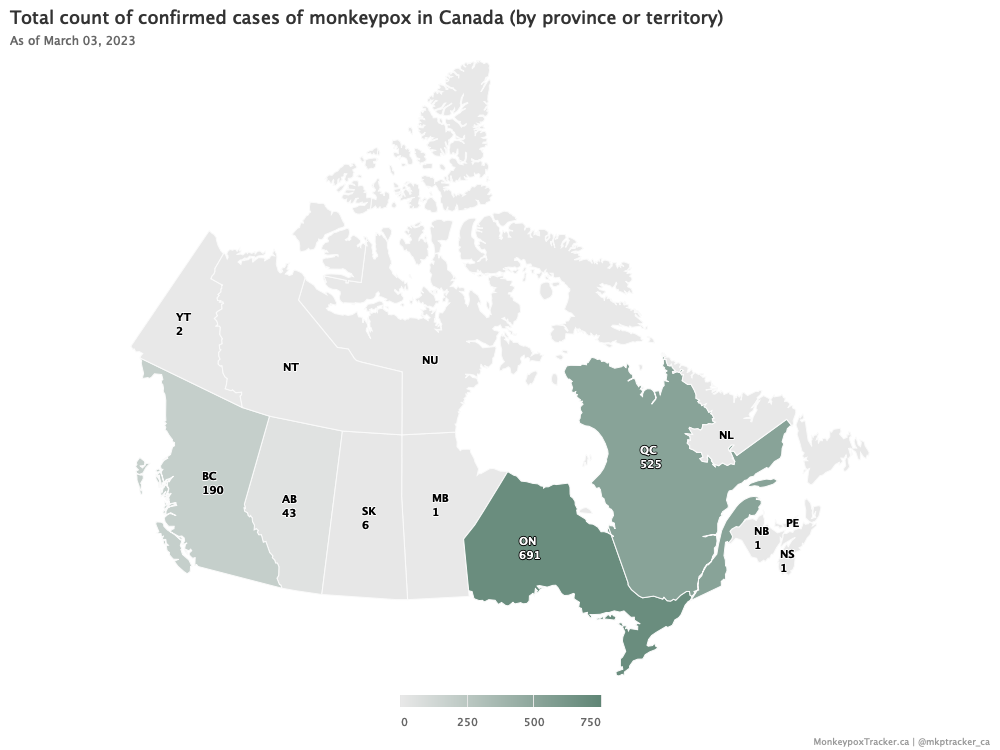 Total count of confirmed cases of monkeypox in Canada (by province or territory)
As of March 03, 2023
YT
2
NT
NU
BC
190
AB
43
SK
6
MB
1
ON
691
QC
525
NL
NB
1
PE
NS
1
0 250 500 750
MonkeypoxTracker.ca | @mkptracker_ca